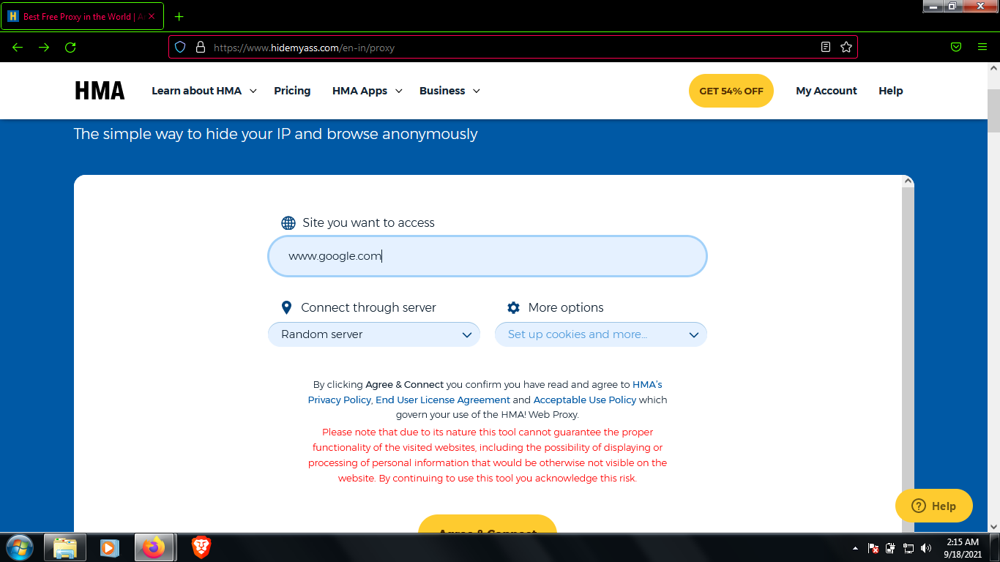 Best Free Proxy in the World |
https://www.hidemyass.com/en-in/proxy
HMA
Learn about HMA
Pricing
HMA Apps
Business
GET 54% OFF
My Account
Help
The simple way to hide your IP and browse anonymously
Site you want to access
www.google.com
Connect through server
More options
Random server
Set up cookies and more...
By clicking Agree & Connect you confirm you have read and agree to HMA's
Privacy Policy, End User License Agreement and Acceptable Use Policy which
govern your use of the HMA! Web Proxy.
Please note that due to its nature this tool cannot guarantee the proper
functionality of the visited websites, including the possibility of displaying or
processing of personal information that would be otherwise not visible on the
website. By continuing to use this tool you acknowledge this risk.
Agree & Connect
Help
2:15 AM
9/18/2021